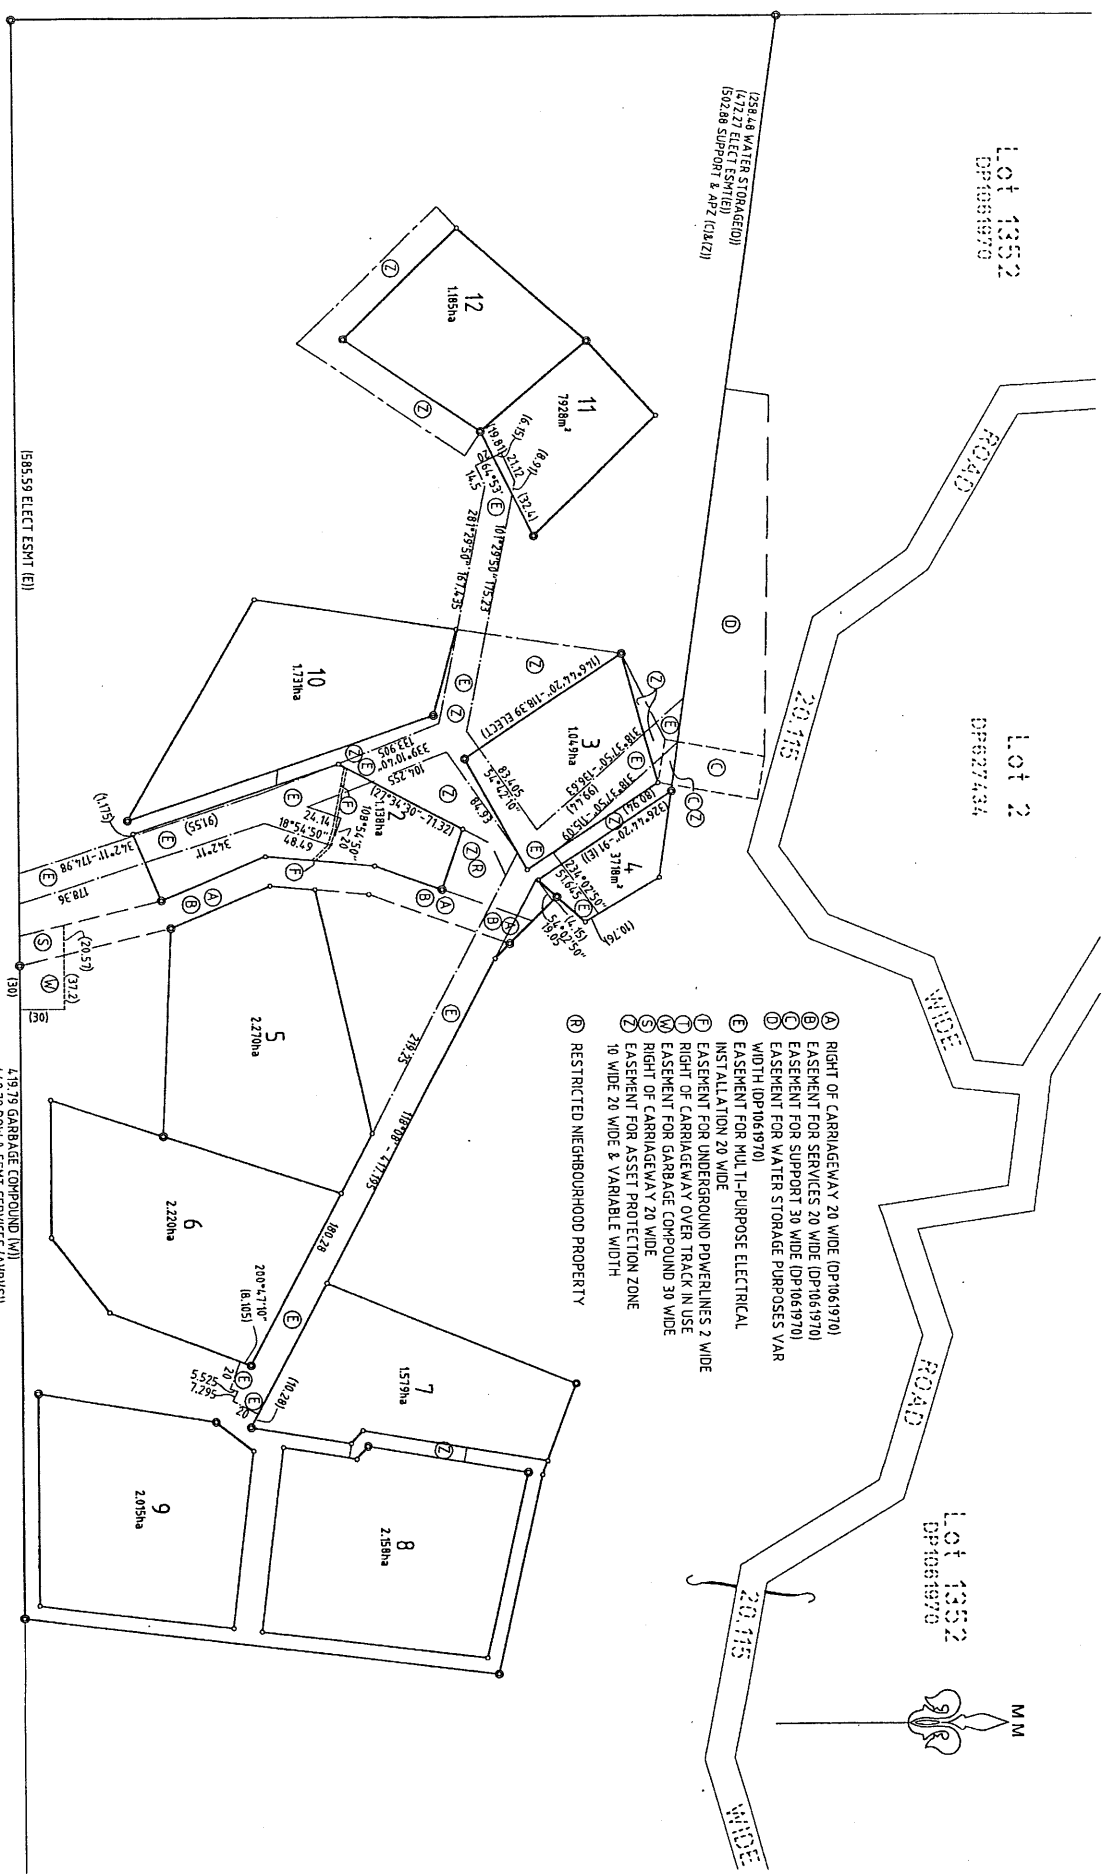 Lot 1352
DP1061970
Lot 2
DP627434
Lot 1352
DP1061970
M M
ROAD
20.115
WIDE
ROAD
20.115
WIDE
(258.48 WATER STORAGE(D))
(472.27 ELECT ESMT(E))
(502.88 SUPPORT & APZ (C)&(Z))
D
C
E
C
Z
Z
12
1.185ha
Z
Z
11
7928m²
(6.15)
(8.91)
(19.81)
21.12
(32.4)
20
64°53'
14.5
E
101°29'50"-175.23
281°29'50" 167.435
10
1.731ha
Z
E
Z
(146°44'20"-118.39 ELECT)
3
1.049ha
318°37'50"-136.63
(99.44)
E
318°37'50"-115.09
(80.94)
Z
(326°44'20"-91 (E))
4
3718m²
234°02'50"
51.645
E
(4.15)
54°02'50"
19.05
(10.76)
83.405
54°42'10"
84.93
E
133.905
339°10'40"
104.255
Z
E
Z
(27°34'30"-71.32)
2
1.138ha
Z R
F
198°54'50"
20
24.14
18°54'50"
48.49
F
(1.175)
(91.55)
E
E
342°11'
342°11'-174.98
178.36
E
A
B
A
B
A
B
S
W
(20.57)
(37.2)
(30)
(30)
5
2.270ha
E
219.25
118°08' - 417.195
180.28
6
2.220ha
200°47'10"
(8.105)
E
20
E
5.525
7.295
E
20
(10.28)
7
1.579ha
Z
8
2.158ha
9
2.015ha
A RIGHT OF CARRIAGEWAY 20 WIDE (DP1061970)
B EASEMENT FOR SERVICES 20 WIDE (DP1061970)
C EASEMENT FOR SUPPORT 30 WIDE (DP1061970)
D EASEMENT FOR WATER STORAGE PURPOSES VAR
WIDTH (DP1061970)
E EASEMENT FOR MULTI-PURPOSE ELECTRICAL
INSTALLATION 20 WIDE
F EASEMENT FOR UNDERGROUND POWERLINES 2 WIDE
T RIGHT OF CARRIAGEWAY OVER TRACK IN USE
W EASEMENT FOR GARBAGE COMPOUND 30 WIDE
S RIGHT OF CARRIAGEWAY 20 WIDE
Z EASEMENT FOR ASSET PROTECTION ZONE
10 WIDE 20 WIDE & VARIABLE WIDTH
R RESTRICTED NIEGHBOURHOOD PROPERTY
(585.59 ELECT ESMT (E))
419.79 GARBAGE COMPOUND (W))